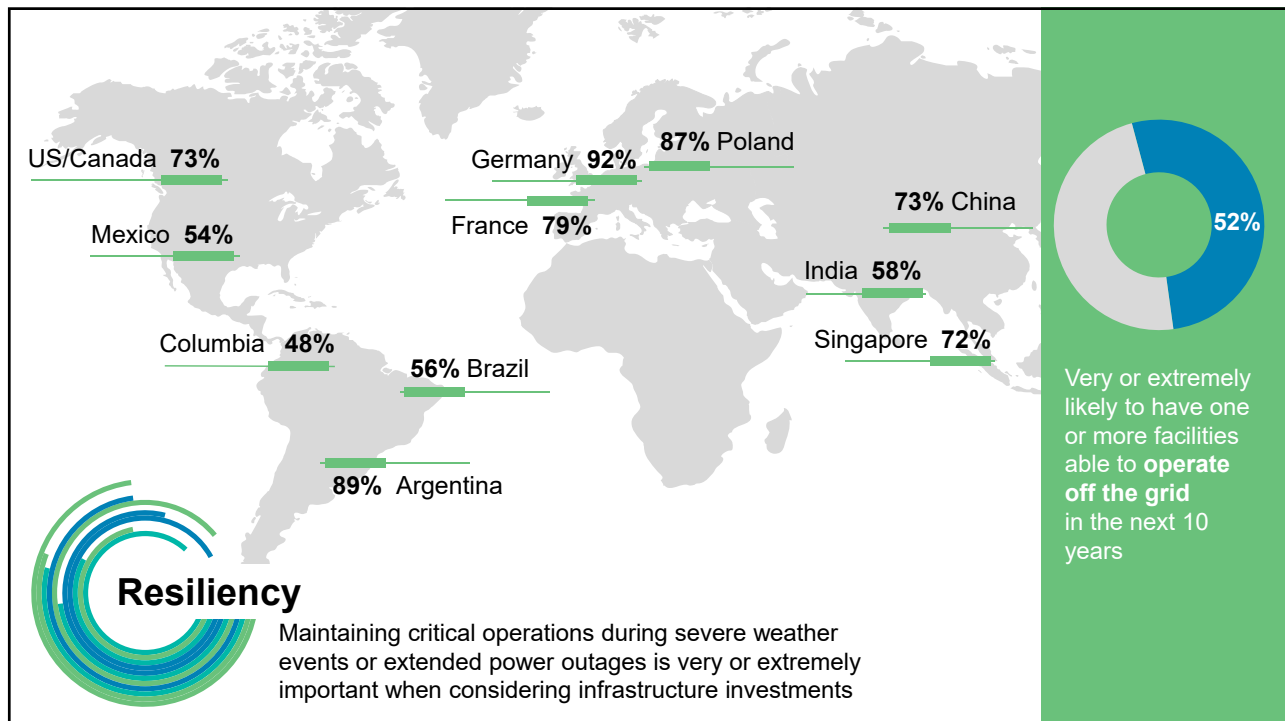 US/Canada 73%
Mexico 54%
Columbia 48%
56% Brazil
89% Argentina
Germany 92%
87% Poland
France 79%
73% China
India 58%
Singapore 72%
Resiliency
Maintaining critical operations during severe weather
events or extended power outages is very or extremely
important when considering infrastructure investments
52%
Very or extremely
likely to have one
or more facilities
able to operate
off the grid
in the next 10
years